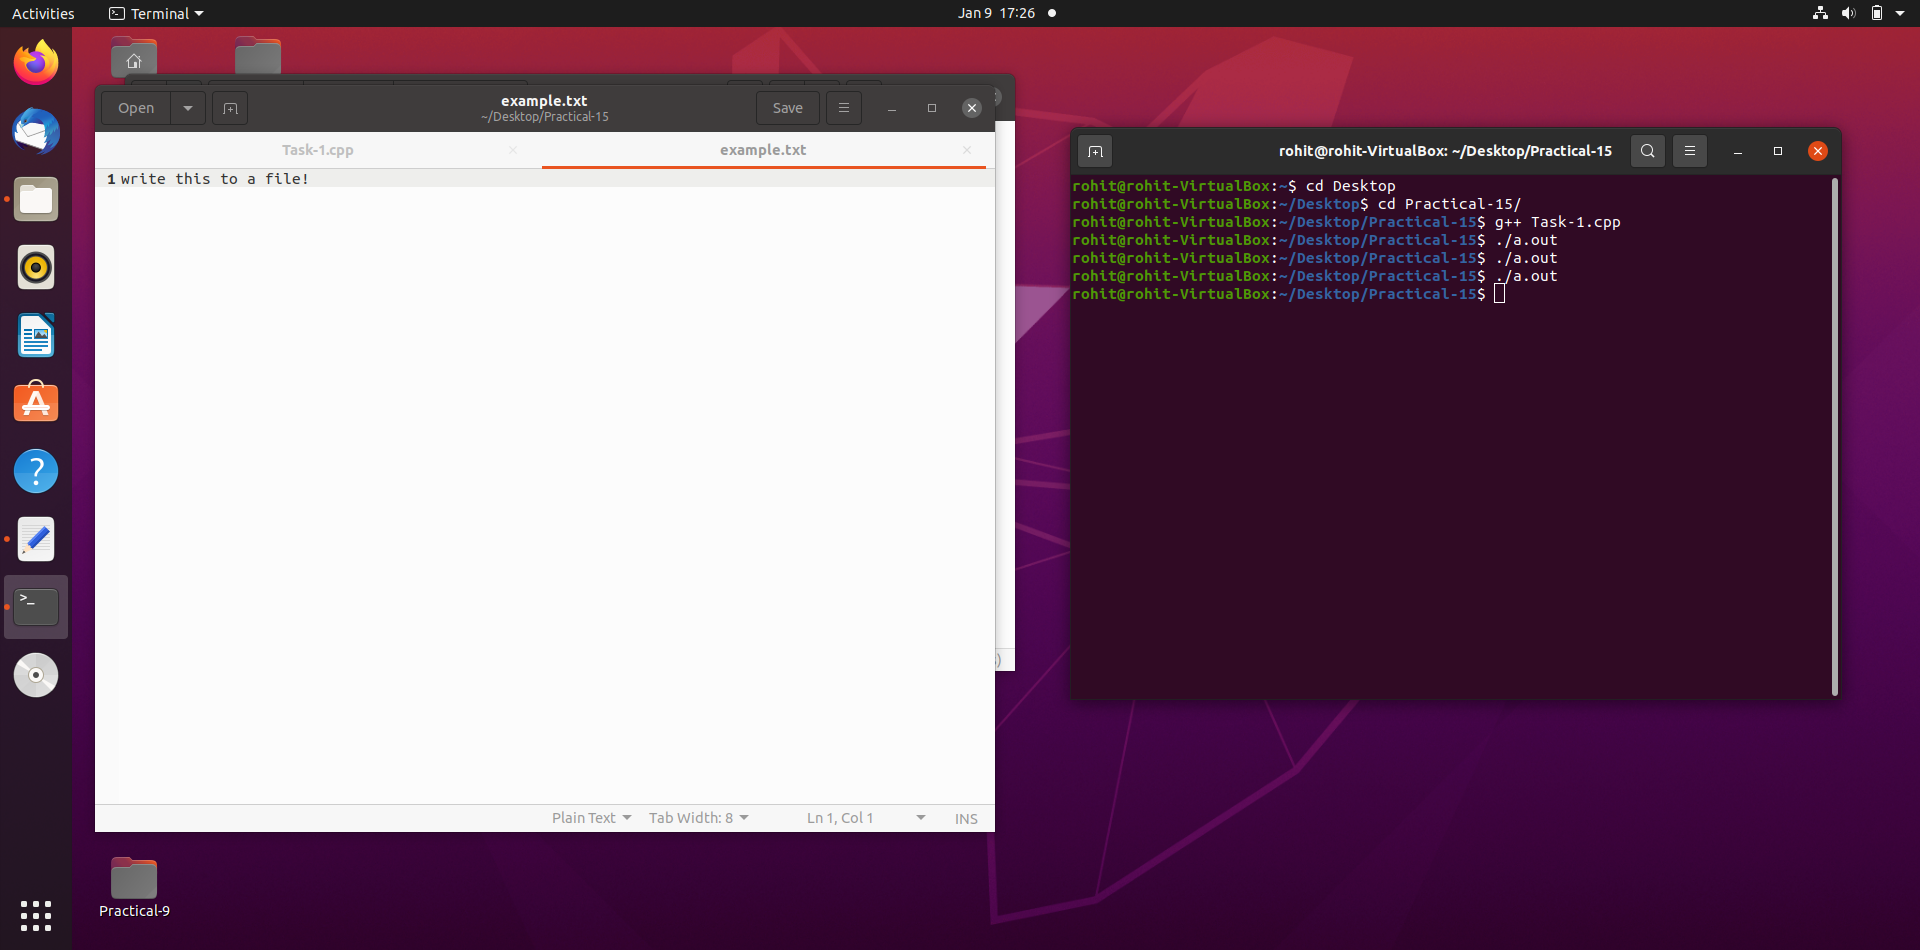 Activities
Terminal
Jan 9 17:26
Open
example.txt
~/Desktop/Practical-15
Save
Task-1.cpp
example.txt
1 write this to a file!
Plain Text
Tab Width: 8
Ln 1, Col 1
INS
rohit@rohit-VirtualBox: ~/Desktop/Practical-15
rohit@rohit-VirtualBox:~$ cd Desktop
rohit@rohit-VirtualBox:~/Desktop$ cd Practical-15/
rohit@rohit-VirtualBox:~/Desktop/Practical-15$ g++ Task-1.cpp
rohit@rohit-VirtualBox:~/Desktop/Practical-15$ ./a.out
rohit@rohit-VirtualBox:~/Desktop/Practical-15$ ./a.out
rohit@rohit-VirtualBox:~/Desktop/Practical-15$ ./a.out
rohit@rohit-VirtualBox:~/Desktop/Practical-15$
Practical-9